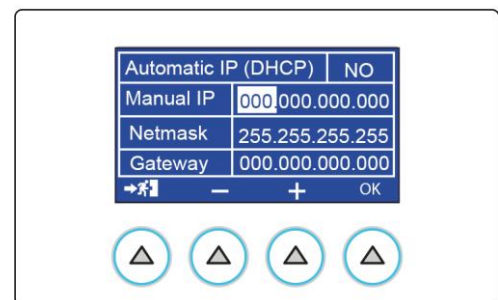 Automatic IP (DHCP) NO
Manual IP 000.000.000.000
Netmask 255.255.255.255
Gateway 000.000.000.000
− + OK